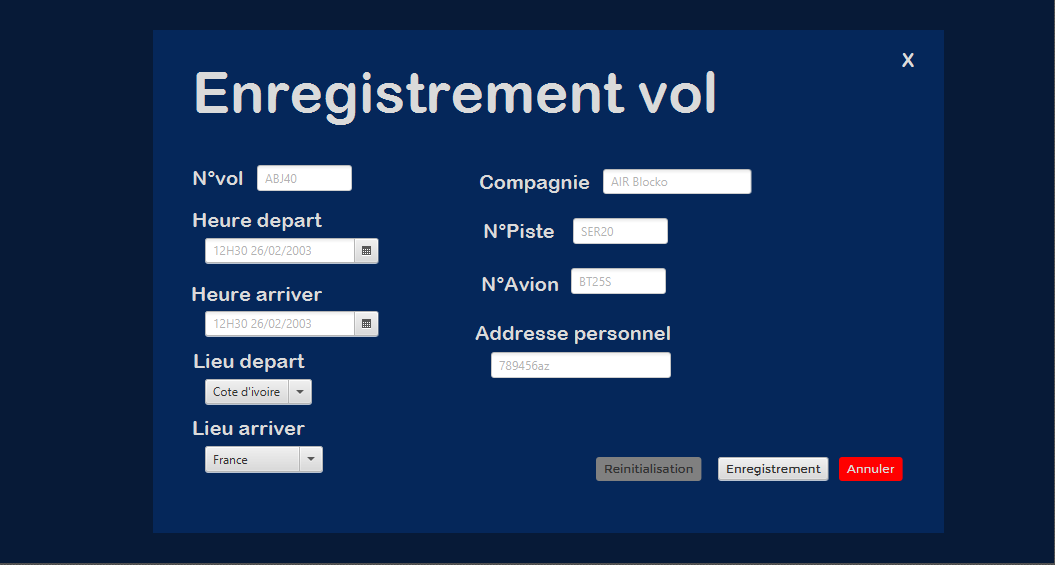 X
Enregistrement vol
N°vol ABJ40
Heure depart
12H30 26/02/2003
Heure arriver
12H30 26/02/2003
Lieu depart
Cote d'ivoire
Lieu arriver
France
Compagnie AIR Blocko
N°Piste SER20
N°Avion BT25S
Addresse personnel
789456az
Reinitialisation Enregistrement Annuler